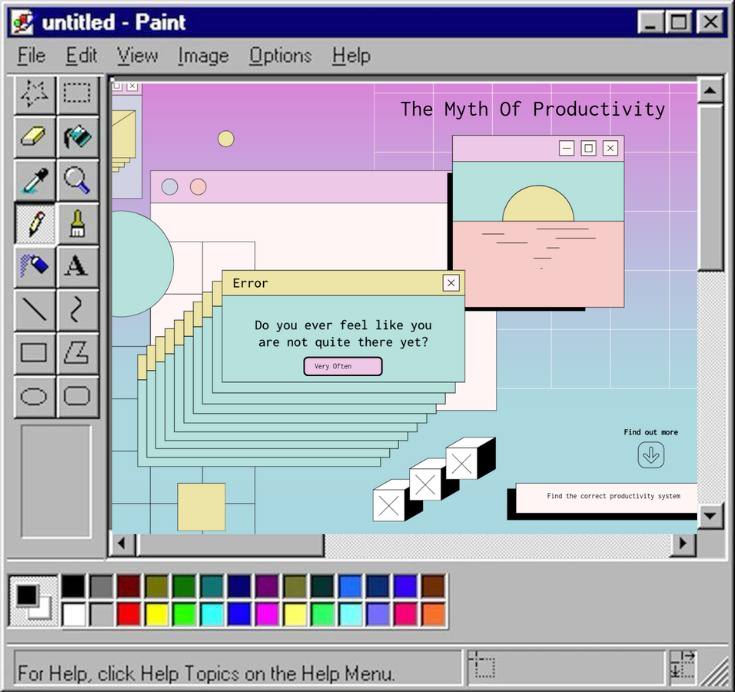 untitled - Paint
File Edit View Image Options Help
The Myth Of Productivity
Error
Do you ever feel like you
are not quite there yet?
Very Often
Find out more
Find the correct productivity system
For Help, click Help Topics on the Help Menu.